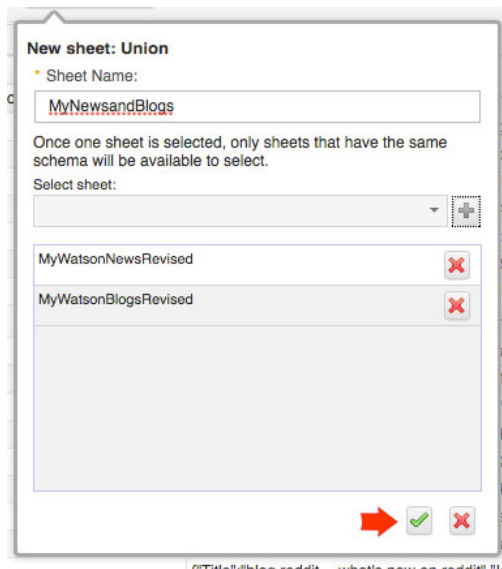 New sheet: Union
* Sheet Name:
MyNewsandBlogs
Once one sheet is selected, only sheets that have the same
schema will be available to select.
Select sheet:
MyWatsonNewsRevised
MyWatsonBlogsRevised